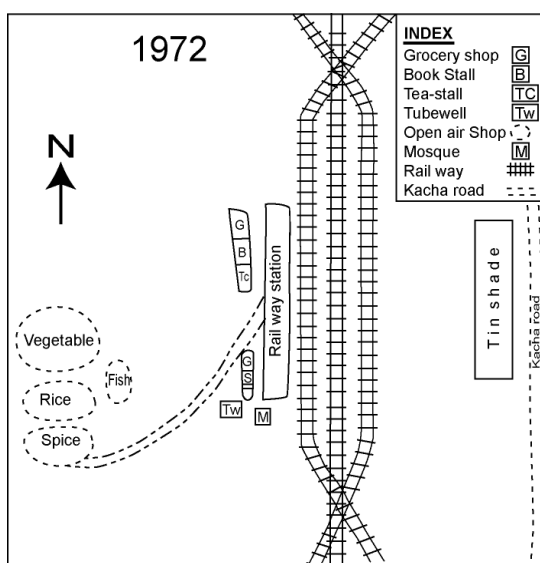 1972
INDEX
Grocery shop G
Book Stall B
Tea-stall TC
Tubewell Tw
Open air Shop
Mosque M
Rail way
Kacha road
N
G
B
Tc
Rail way station
Tin shade
Kacha road
Vegetable
Fish
Rice
Spice
G
S
Tw
M